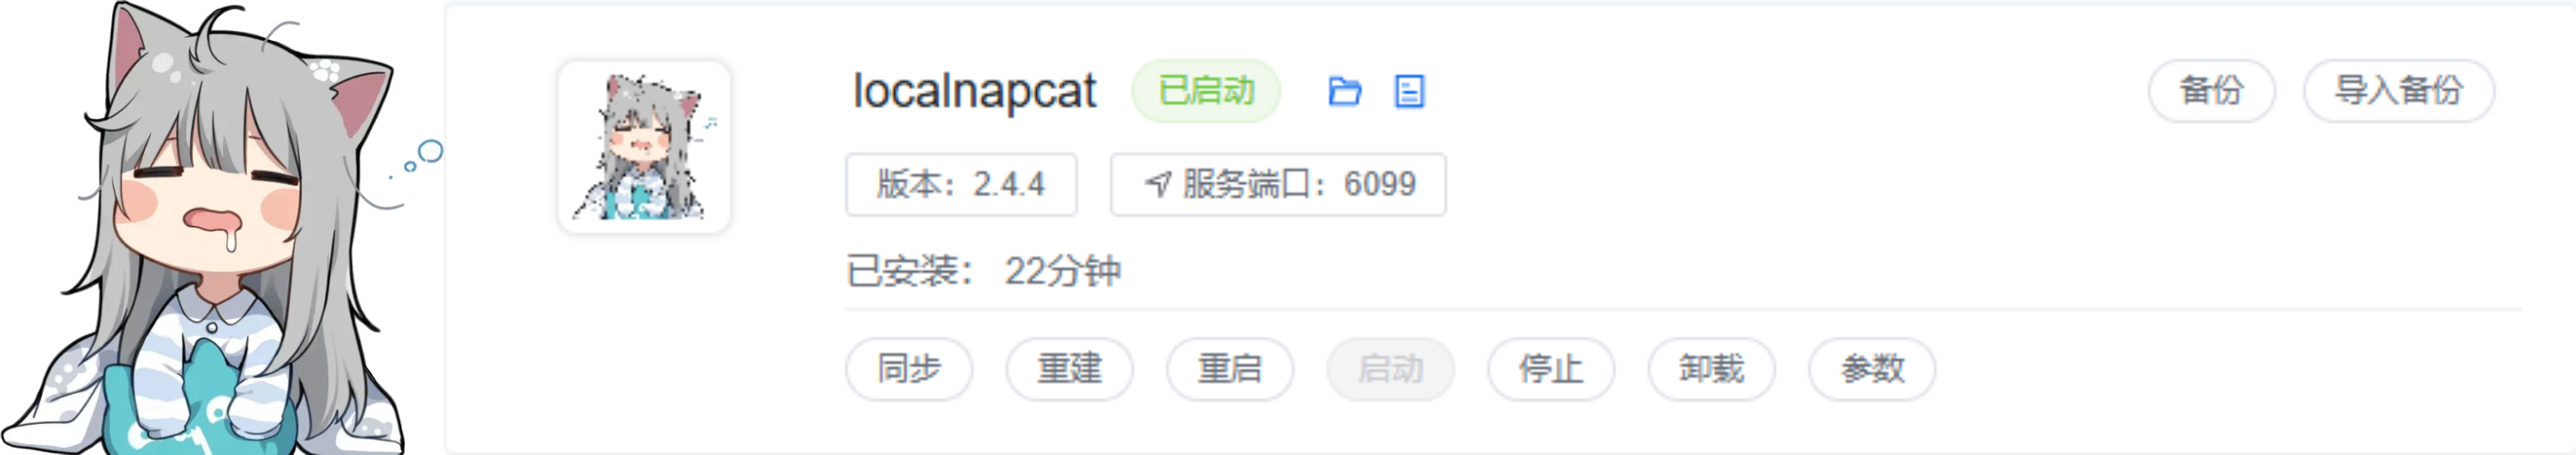 localnapcat 已启动 备份 导入备份
版本：2.4.4 服务端口：6099
已安装：22分钟
同步 重建 重启 启动 停止 卸载 参数